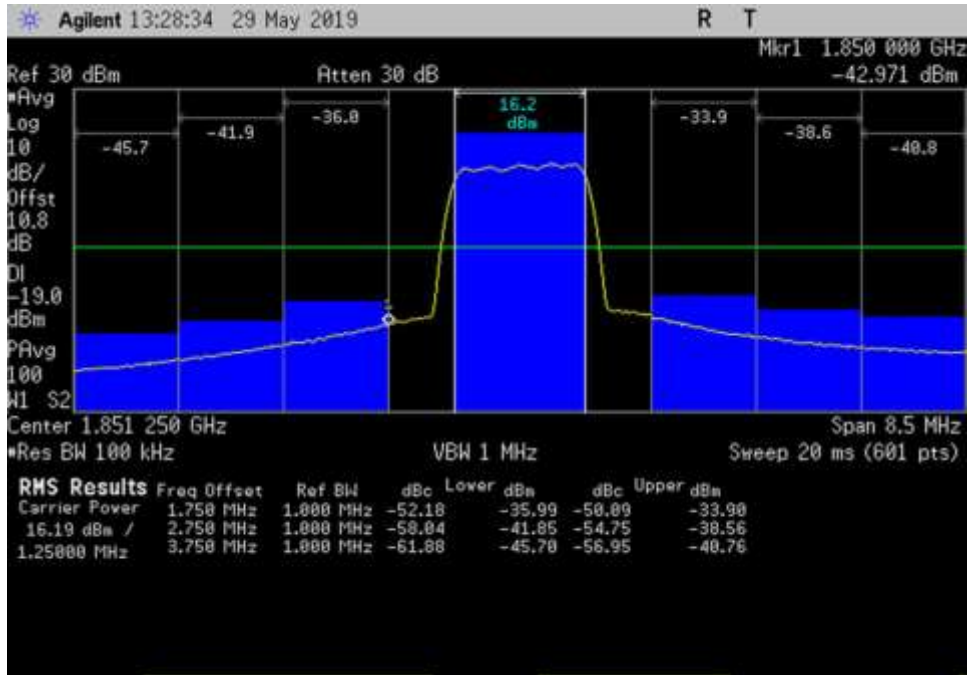 Agilent 13:28:34 29 May 2019 R T
Mkr1 1.850 000 GHz
Ref 30 dBm Atten 30 dB -42.971 dBm
*Avg
Log
10
dB/
Offst
10.8
dB
DI
-19.0
dBm
PAvg
100
W1 S2
-45.7 -41.9 -36.0 16.2 dBm -33.9 -38.6 -40.8
Center 1.851 250 GHz Span 8.5 MHz
*Res BW 100 kHz VBW 1 MHz Sweep 20 ms (601 pts)
RMS Results Freq Offset Ref BW dBc Lower dBm dBc Upper dBm
Carrier Power 1.750 MHz 1.000 MHz -52.18 -35.99 -50.09 -33.90
16.19 dBm / 2.750 MHz 1.000 MHz -58.04 -41.85 -54.75 -38.56
1.25000 MHz 3.750 MHz 1.000 MHz -61.88 -45.70 -56.95 -40.76